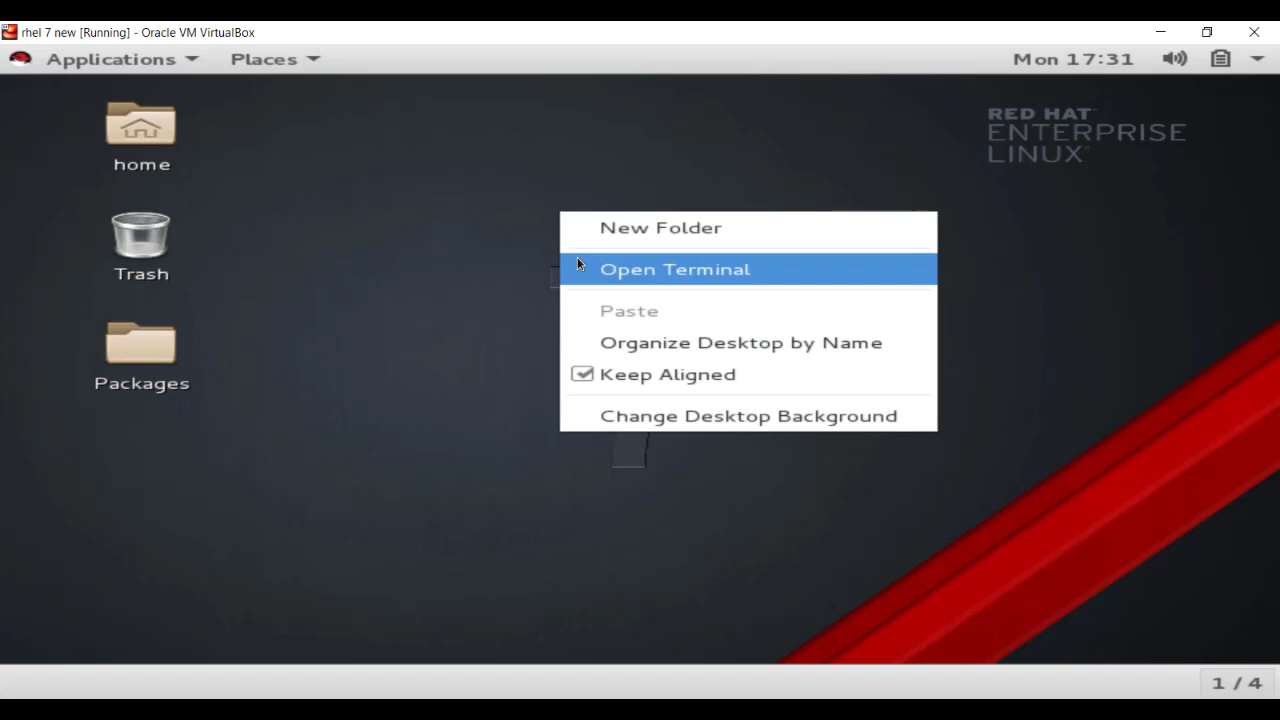 rhel 7 new [Running] - Oracle VM VirtualBox
Applications Places Mon 17:31
RED HAT
ENTERPRISE
LINUX
home
Trash
Packages
New Folder
Open Terminal
Paste
Organize Desktop by Name
Keep Aligned
Change Desktop Background
1 / 4